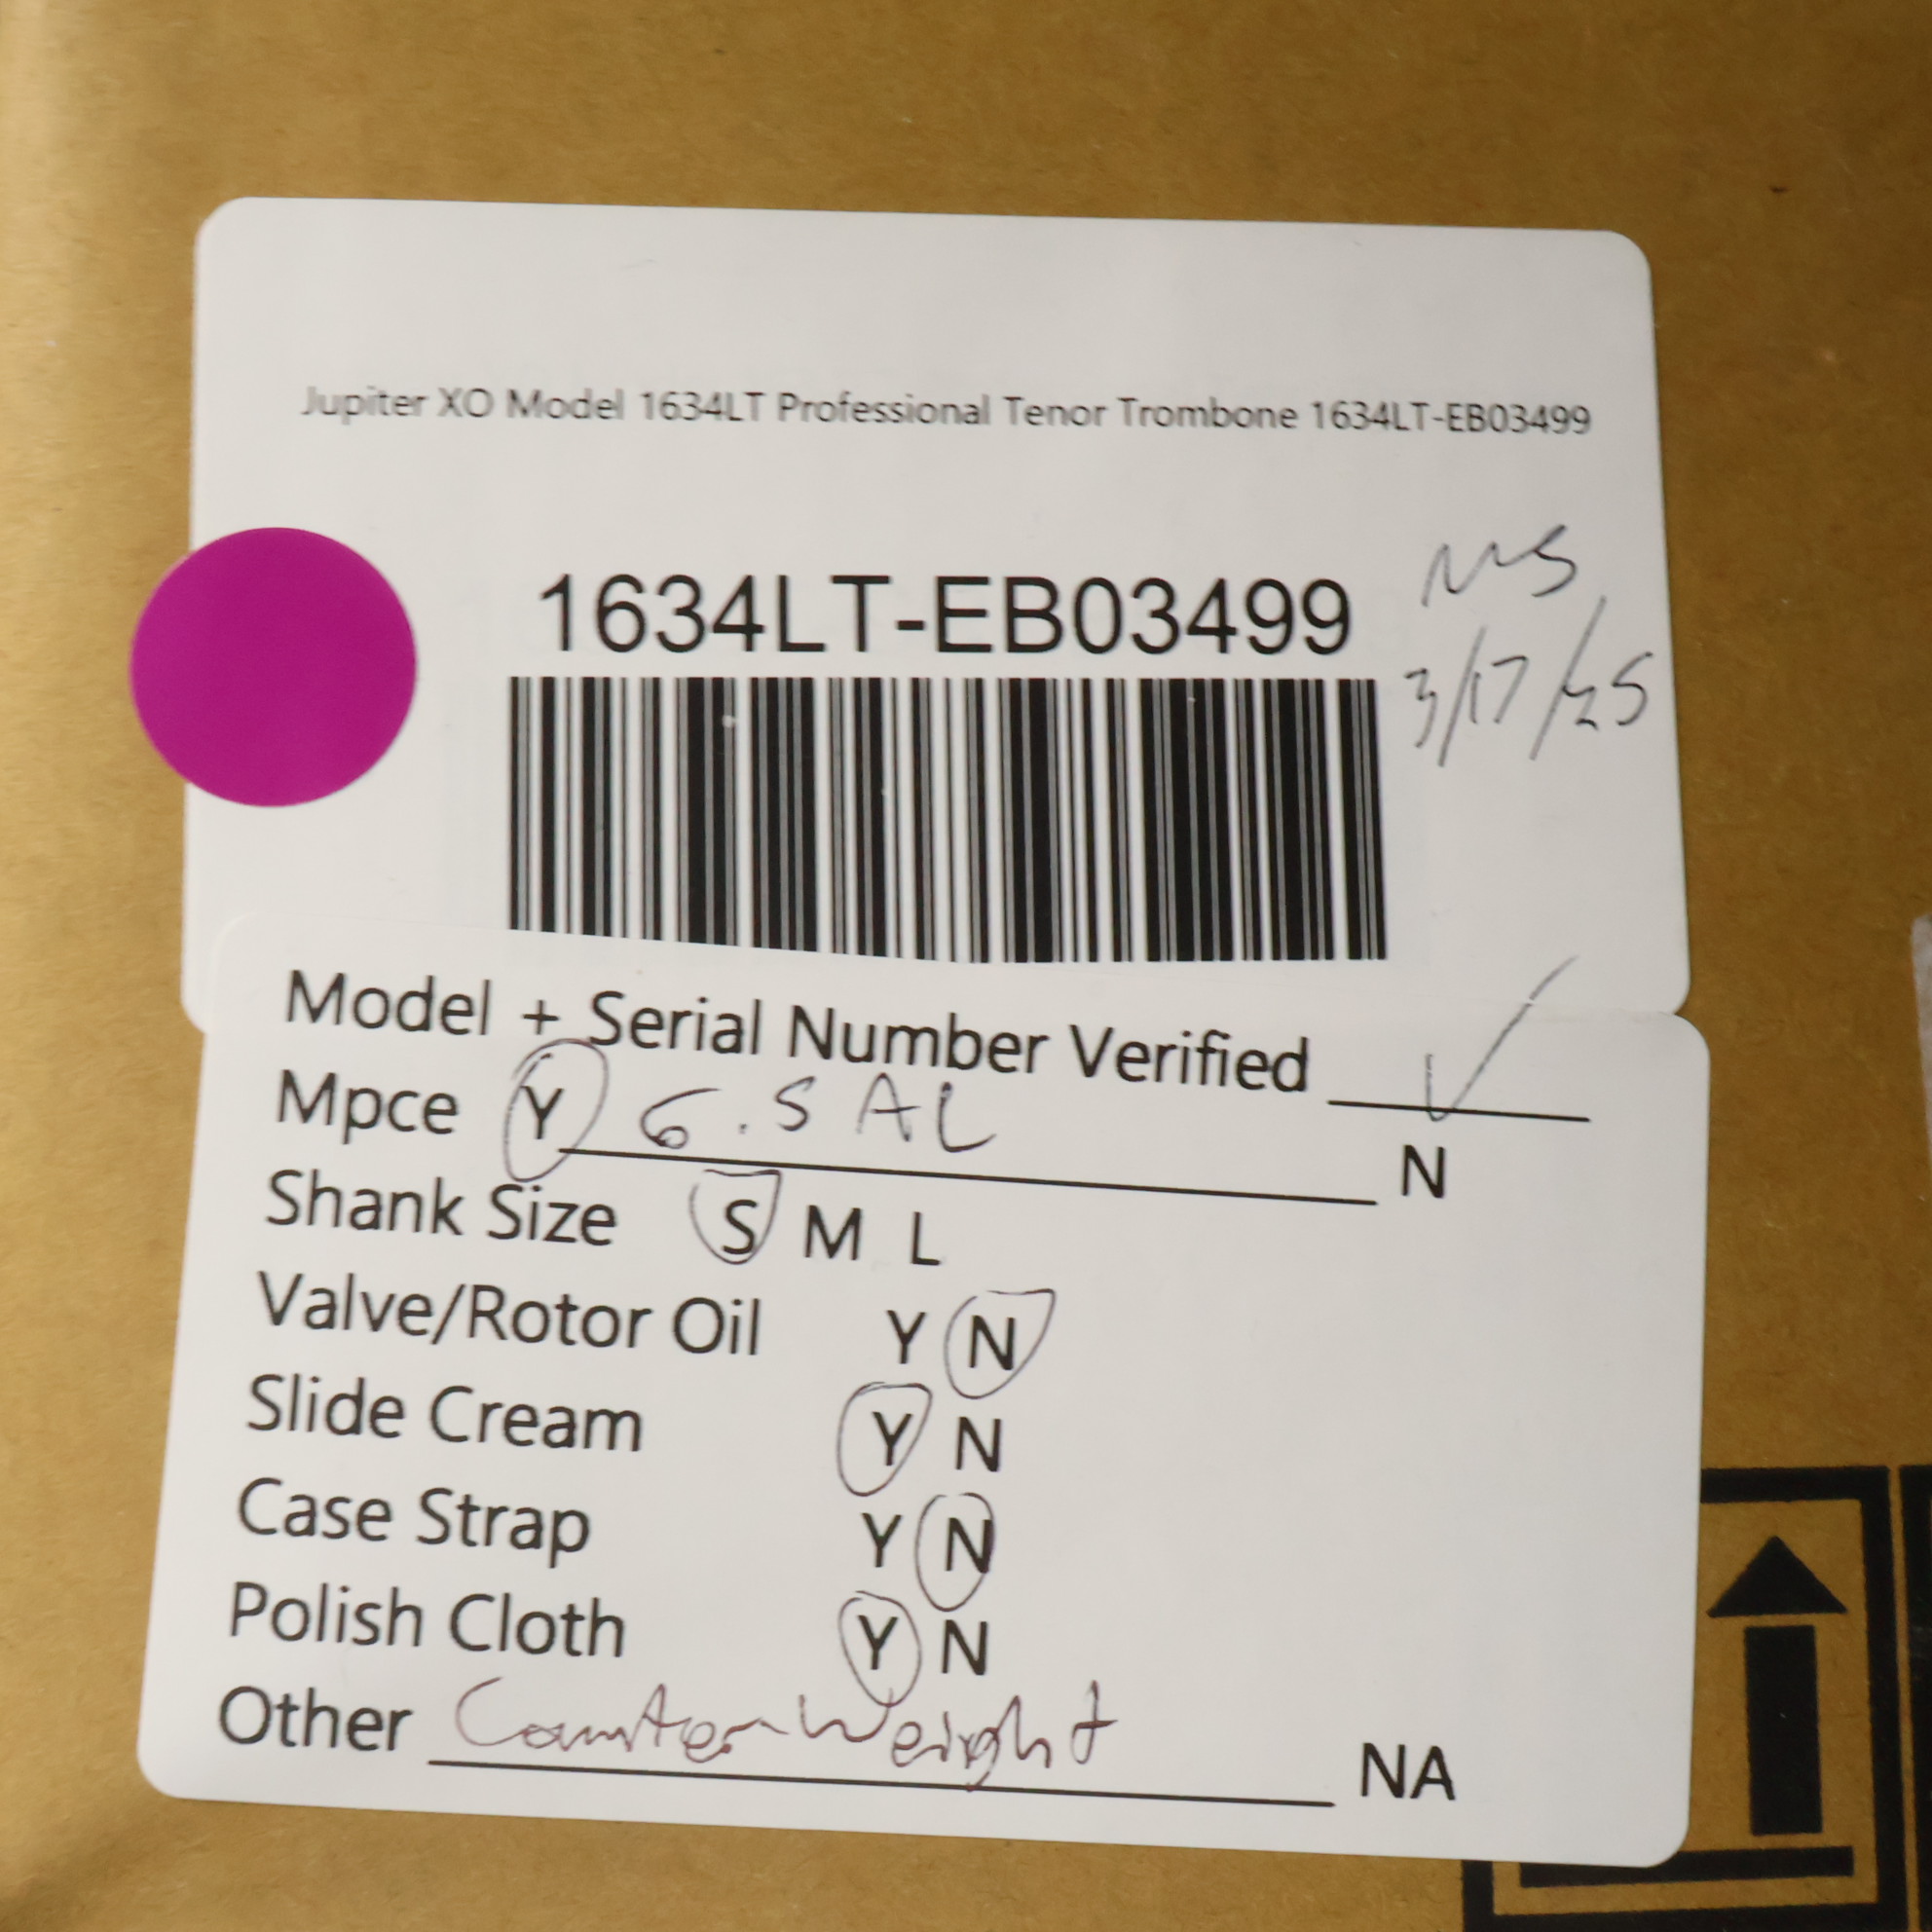 Jupiter XO Model 1634LT Professional Tenor Trombone 1634LT-EB03499
1634LT-EB03499
NS
3/17/25
Model + Serial Number Verified ✓
Mpce Y 6.5 AL N
Shank Size S M L
Valve/Rotor Oil Y N
Slide Cream Y N
Case Strap Y N
Polish Cloth Y N
Other Counter Weight NA